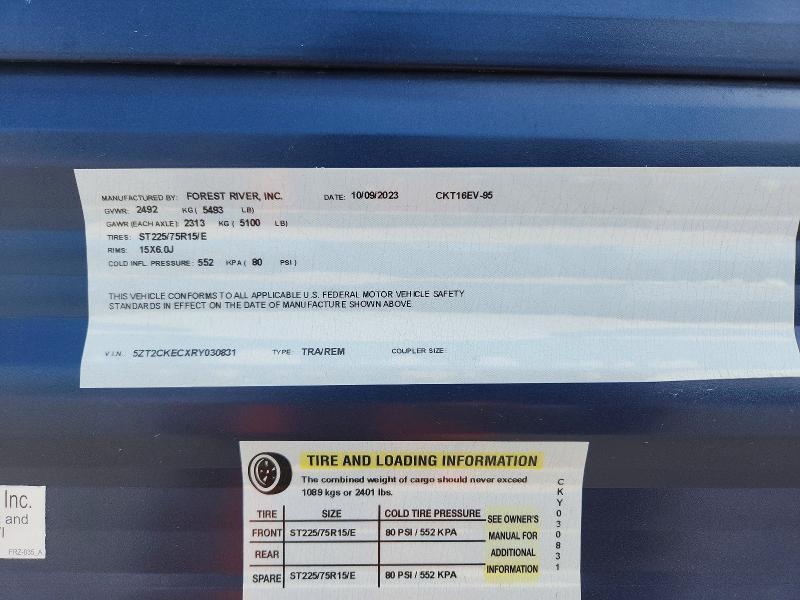 MANUFACTURED BY: FOREST RIVER, INC. DATE: 10/09/2023 CKT16EV-95
GVWR: 2492 KG ( 5493 LB)
GAWR (EACH AXLE): 2313 KG ( 5100 LB)
TIRES: ST225/75R15/E
RIMS: 15X6.0J
COLD INFL. PRESSURE: 552 KPA ( 80 PSI )
THIS VEHICLE CONFORMS TO ALL APPLICABLE U.S. FEDERAL MOTOR VEHICLE SAFETY
STANDARDS IN EFFECT ON THE DATE OF MANUFACTURE SHOWN ABOVE.
V.I.N. 5ZT2CKECXRY030831 TYPE: TRA/REM COUPLER SIZE:
TIRE AND LOADING INFORMATION
The combined weight of cargo should never exceed
1089 kgs or 2401 lbs.
TIRE SIZE COLD TIRE PRESSURE
FRONT ST225/75R15/E 80 PSI / 552 KPA
REAR
SPARE ST225/75R15/E 80 PSI / 552 KPA
SEE OWNER'S
MANUAL FOR
ADDITIONAL
INFORMATION
CKY030831
Inc.
and
FRZ-035_A